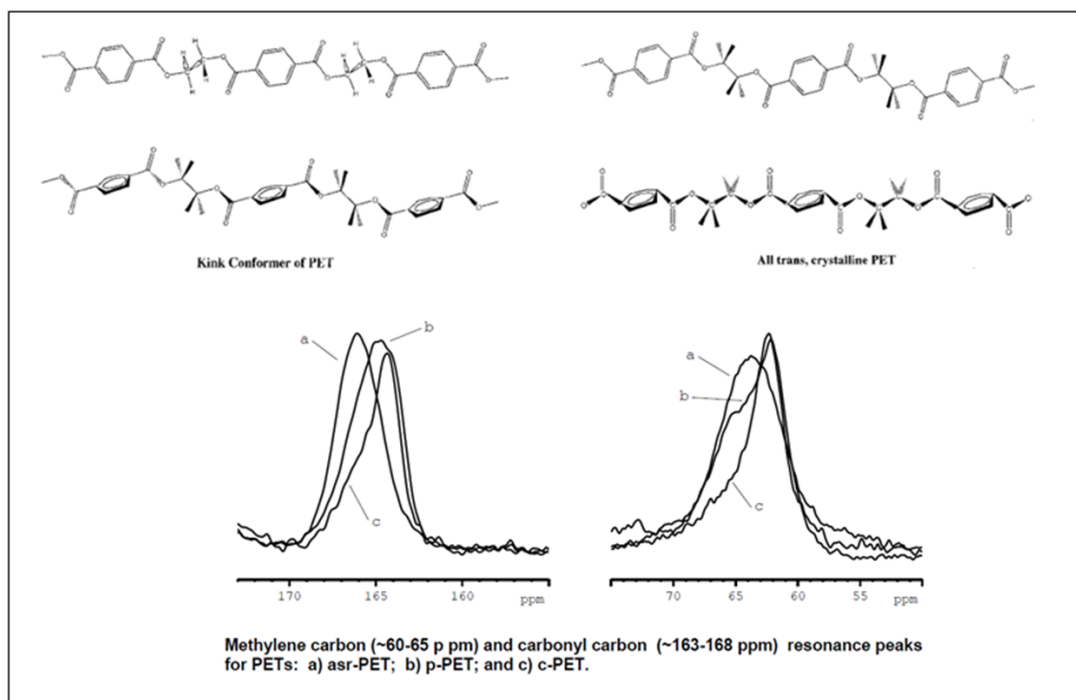 Kink Conformer of PET
All trans, crystalline PET
a
b
c
a
b
c
170 165 160 ppm
70 65 60 55 ppm
Methylene carbon (~60-65 p pm) and carbonyl carbon (~163-168 ppm) resonance peaks
for PETs: a) asr-PET; b) p-PET; and c) c-PET.